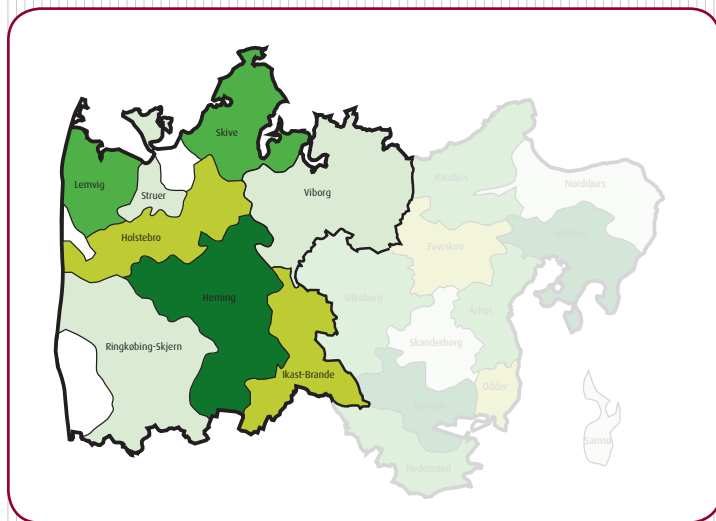 Skive
Randers
Norddjurs
Lemvig
Struer
Viborg
Holstebro
Favrskov
Syddjurs
Herning
Silkeborg
Århus
Ringkøbing-Skjern
Skanderborg
Ikast-Brande
Odder
Horsens
Samsø
Hedensted